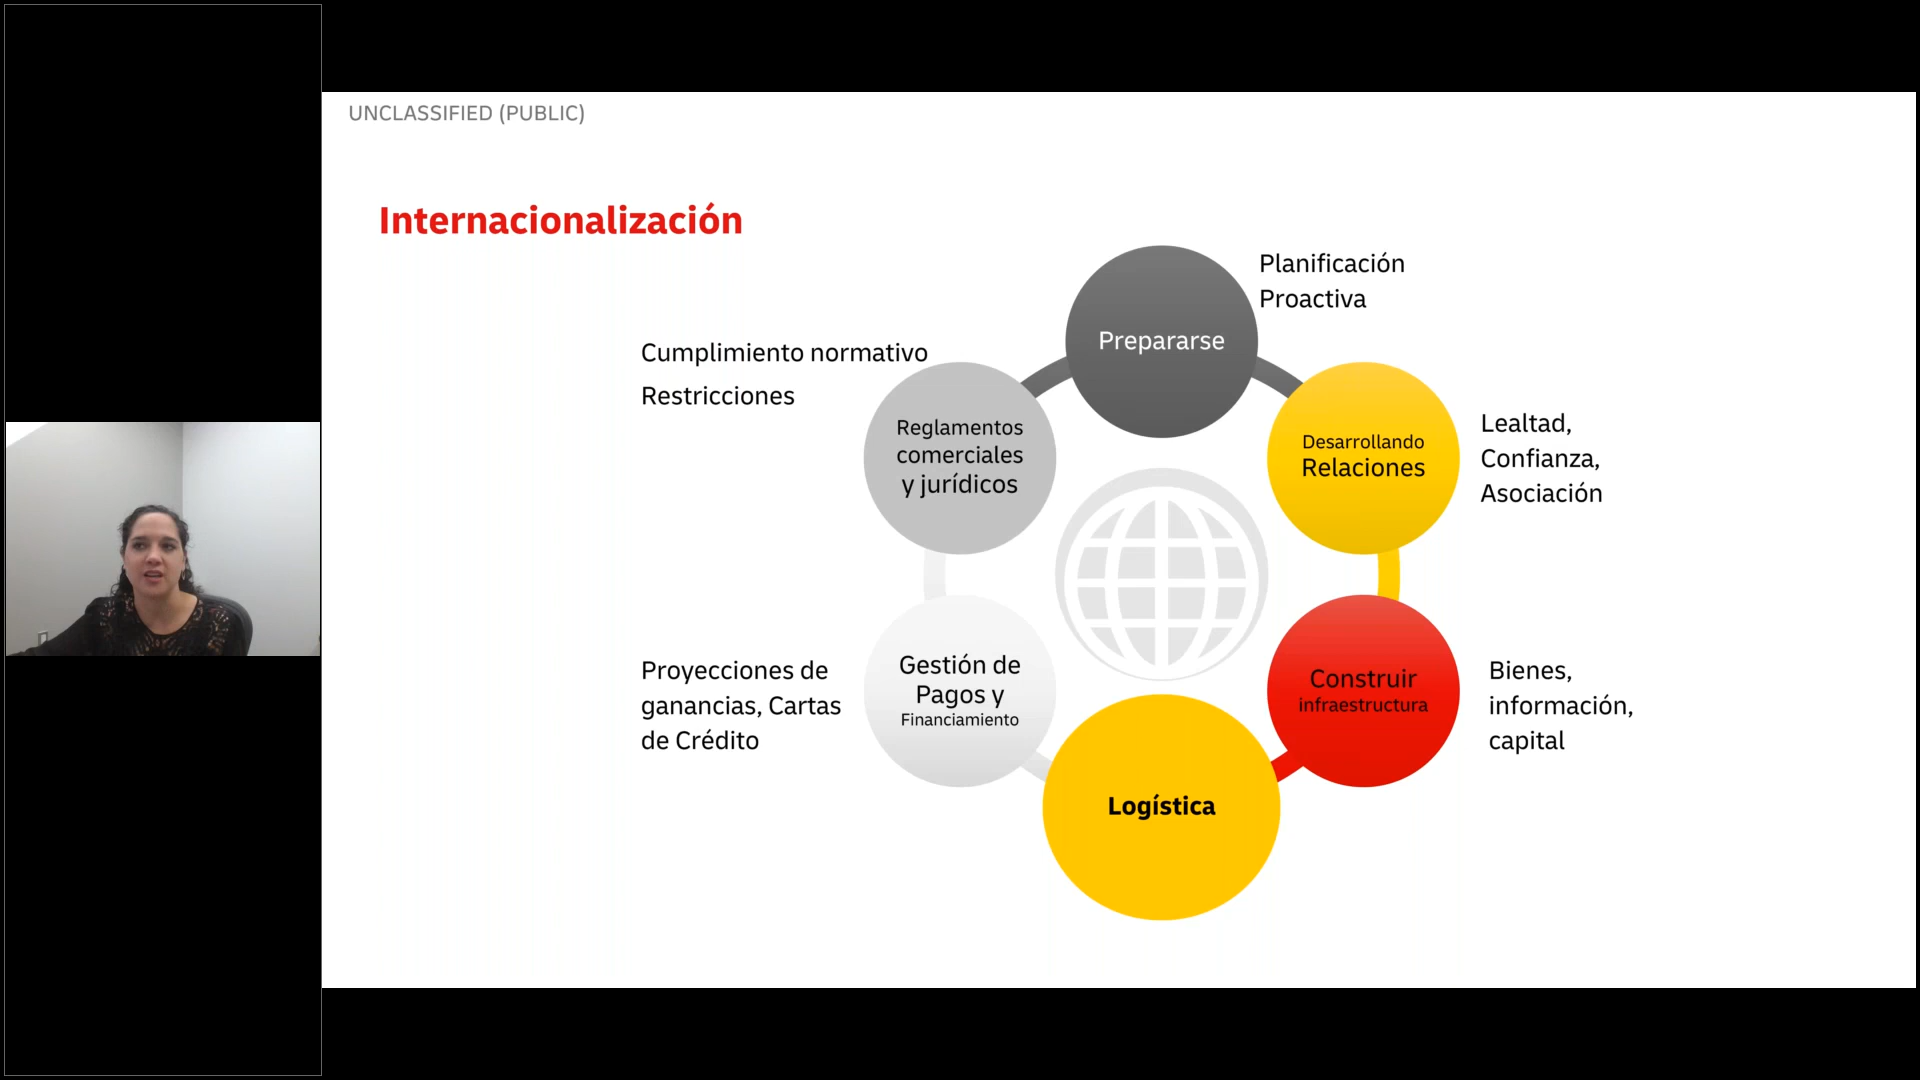 UNCLASSIFIED (PUBLIC)
Internacionalización
Prepararse
Planificación
Proactiva
Desarrollando
Relaciones
Lealtad,
Confianza,
Asociación
Construir
infraestructura
Bienes,
información,
capital
Logística
Gestión de
Pagos y
Financiamiento
Proyecciones de
ganancias, Cartas
de Crédito
Reglamentos
comerciales
y jurídicos
Cumplimiento normativo
Restricciones